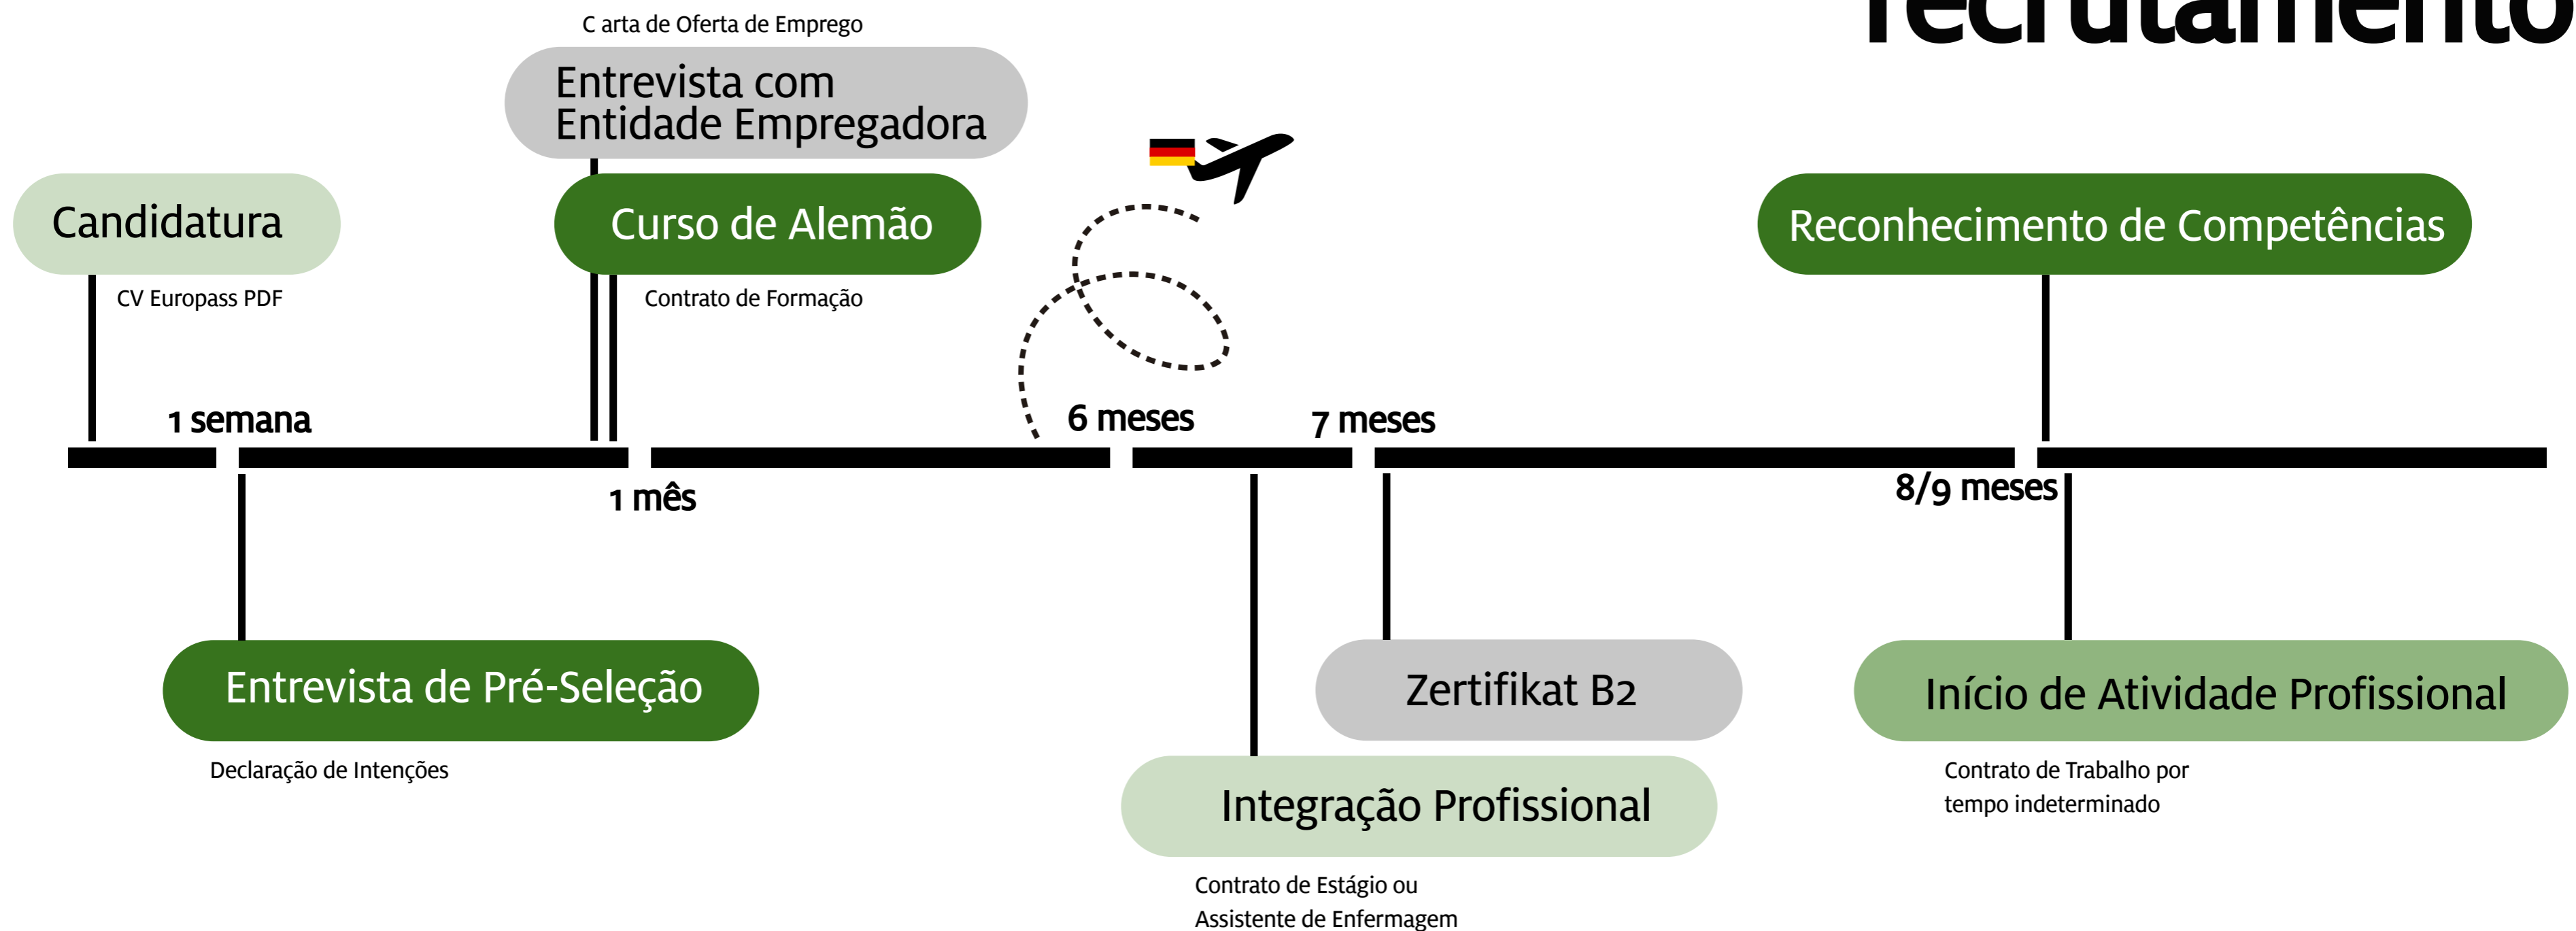 recrutamento
C arta de Oferta de Emprego
Entrevista com
Entidade Empregadora
Candidatura
CV Europass PDF
Curso de Alemão
Contrato de Formação
Reconhecimento de Competências
1 semana
1 mês
6 meses
7 meses
8/9 meses
Entrevista de Pré-Seleção
Declaração de Intenções
Zertifikat B2
Integração Profissional
Contrato de Estágio ou
Assistente de Enfermagem
Início de Atividade Profissional
Contrato de Trabalho por
tempo indeterminado